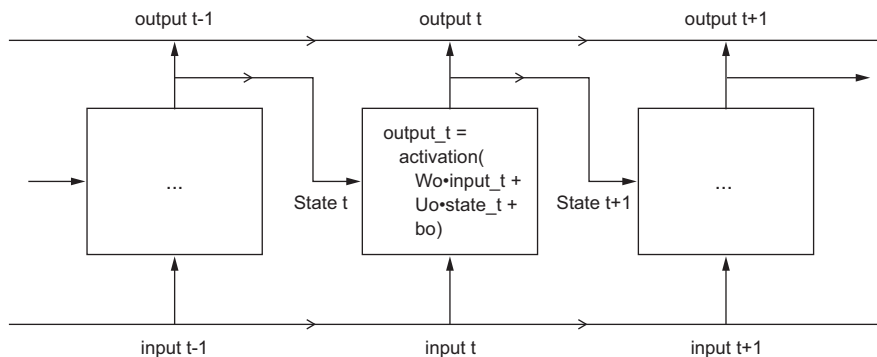 output t-1
output t
output t+1
...
output_t =
activation(
Wo•input_t +
Uo•state_t +
bo)
...
State t
State t+1
input t-1
input t
input t+1